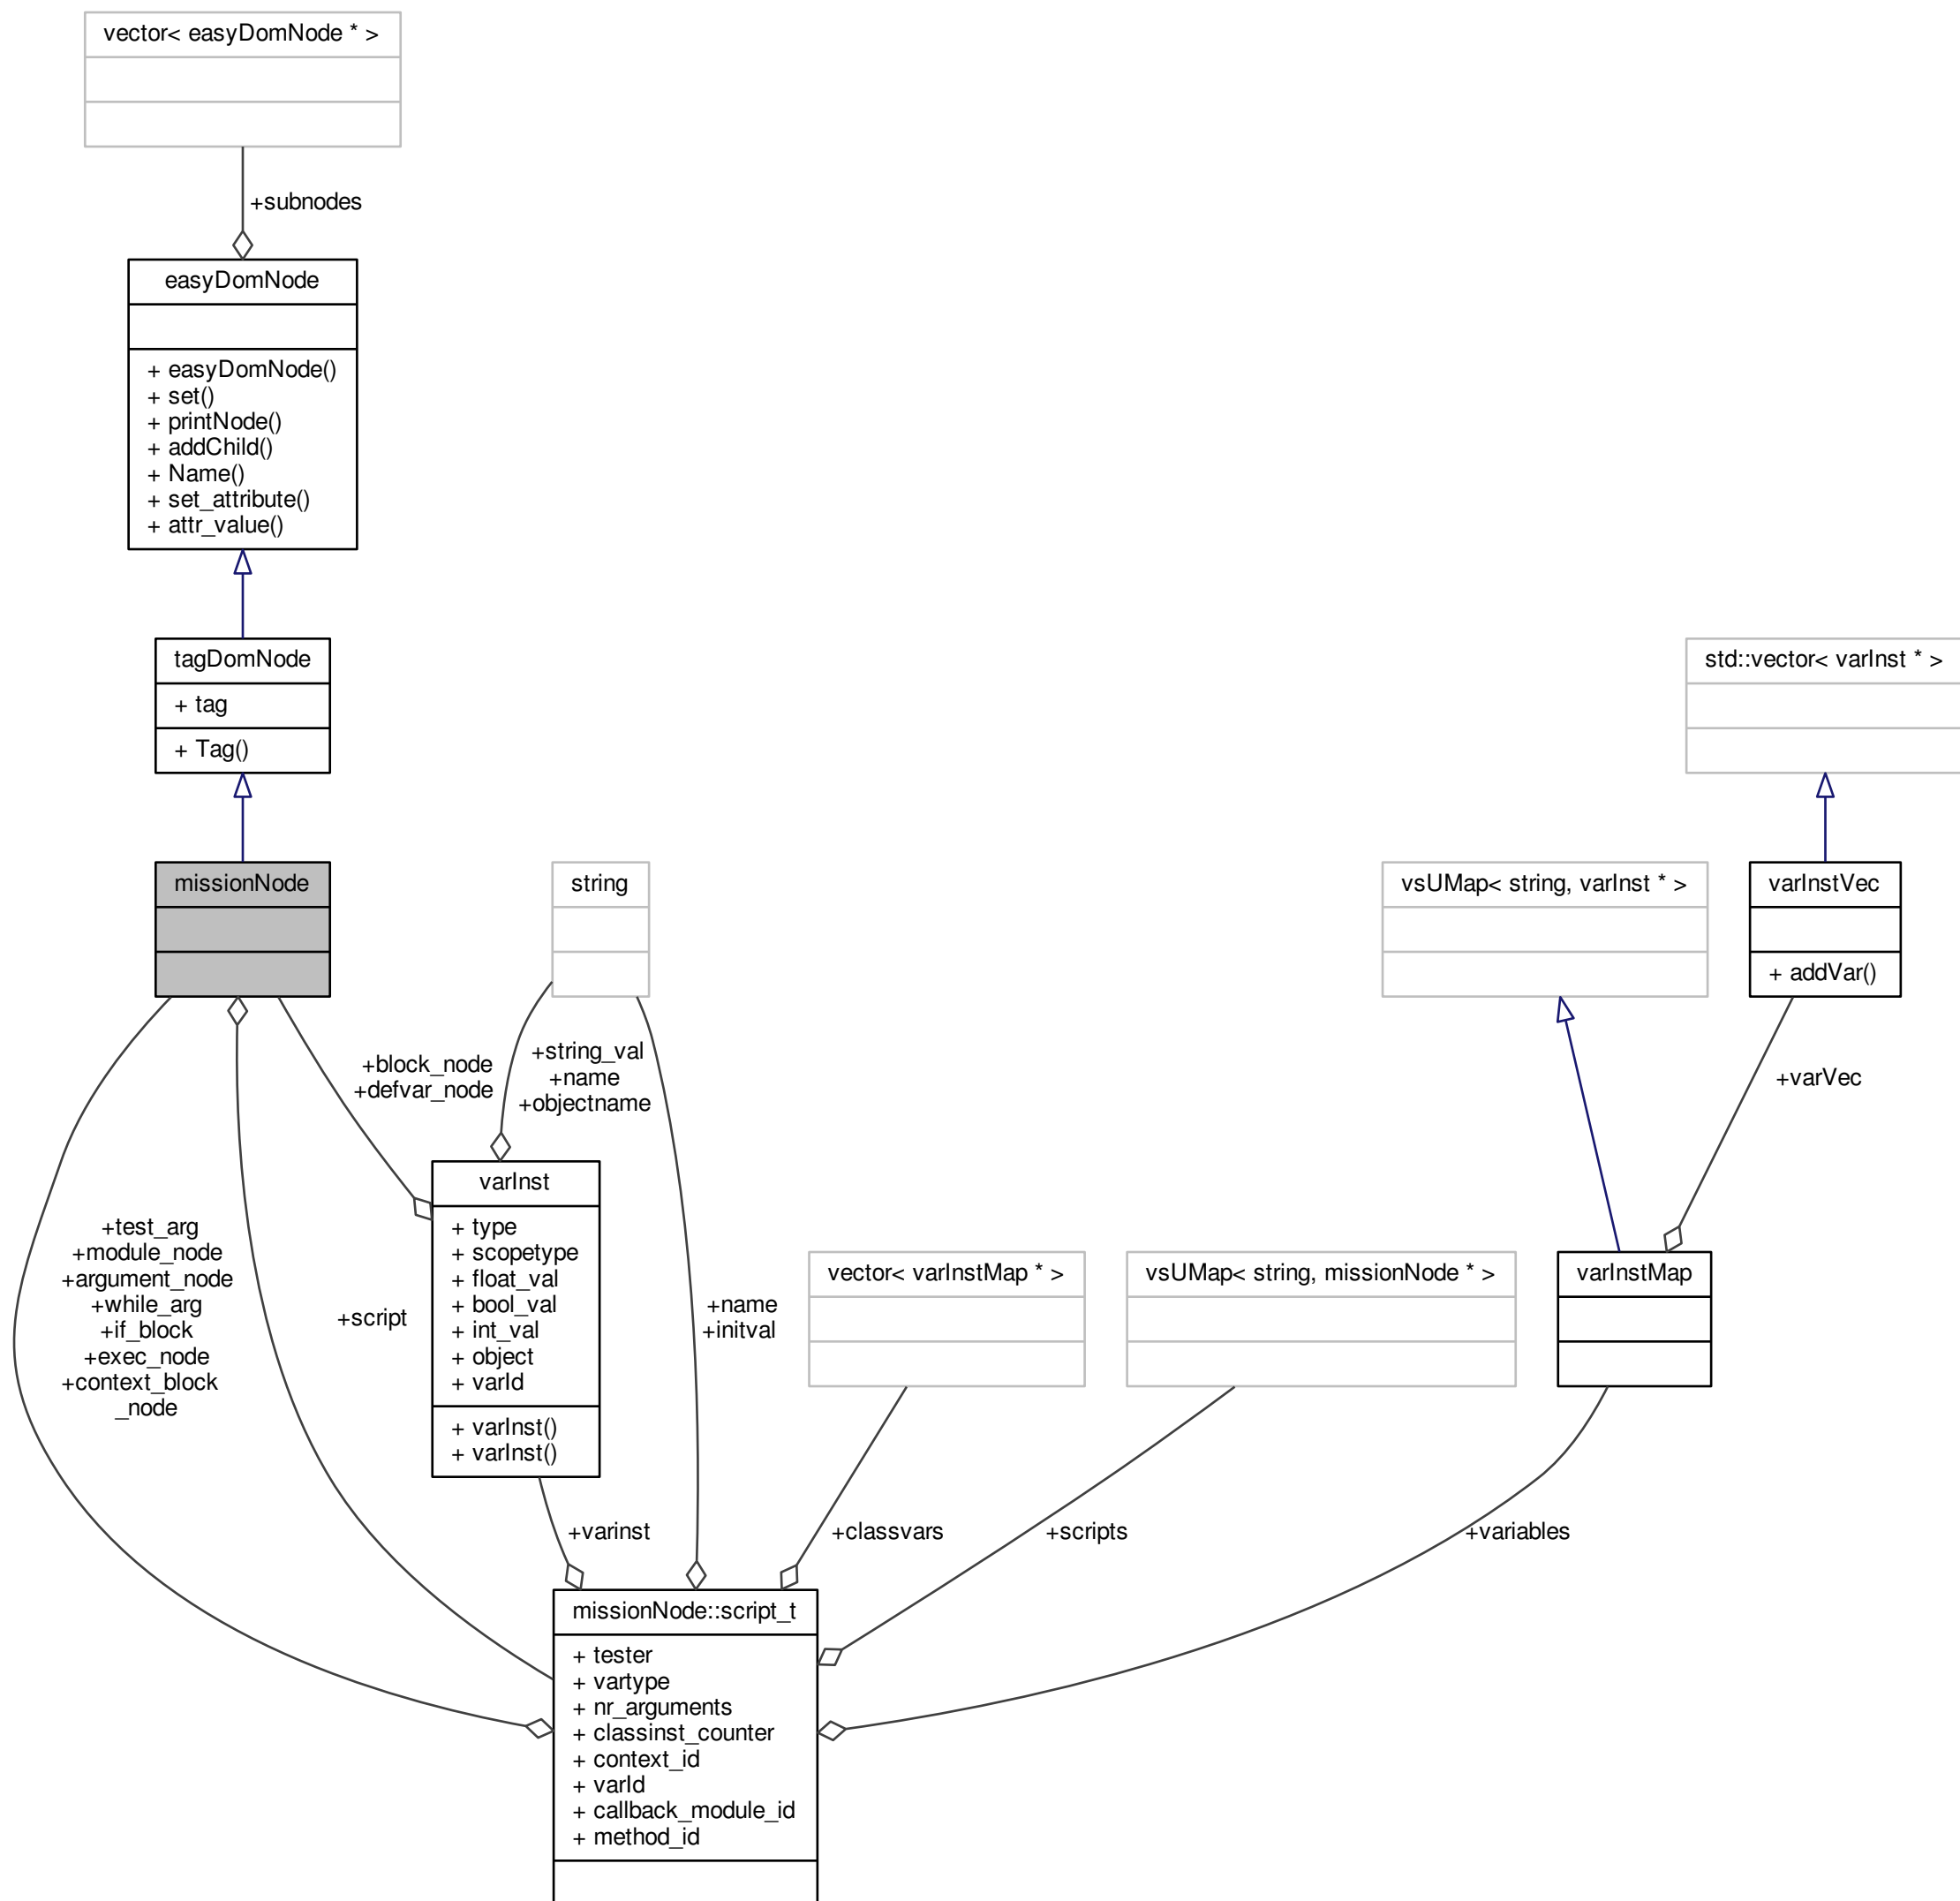 vector< easyDomNode * >
+subnodes
easyDomNode
+ easyDomNode()
+ set()
+ printNode()
+ addChild()
+ Name()
+ set_attribute()
+ attr_value()
tagDomNode
+ tag
+ Tag()
std::vector< varInst * >
missionNode
string
vsUMap< string, varInst * >
varInstVec
+ addVar()
+block_node
+defvar_node
+string_val
+name
+objectname
+varVec
+test_arg
+module_node
+argument_node
+while_arg
+if_block
+exec_node
+context_block
_node
+script
varInst
+ type
+ scopetype
+ float_val
+ bool_val
+ int_val
+ object
+ varId
+ varInst()
+ varInst()
+name
+initval
vector< varInstMap * >
vsUMap< string, missionNode * >
varInstMap
+varinst
+classvars
+scripts
+variables
missionNode::script_t
+ tester
+ vartype
+ nr_arguments
+ classinst_counter
+ context_id
+ varId
+ callback_module_id
+ method_id